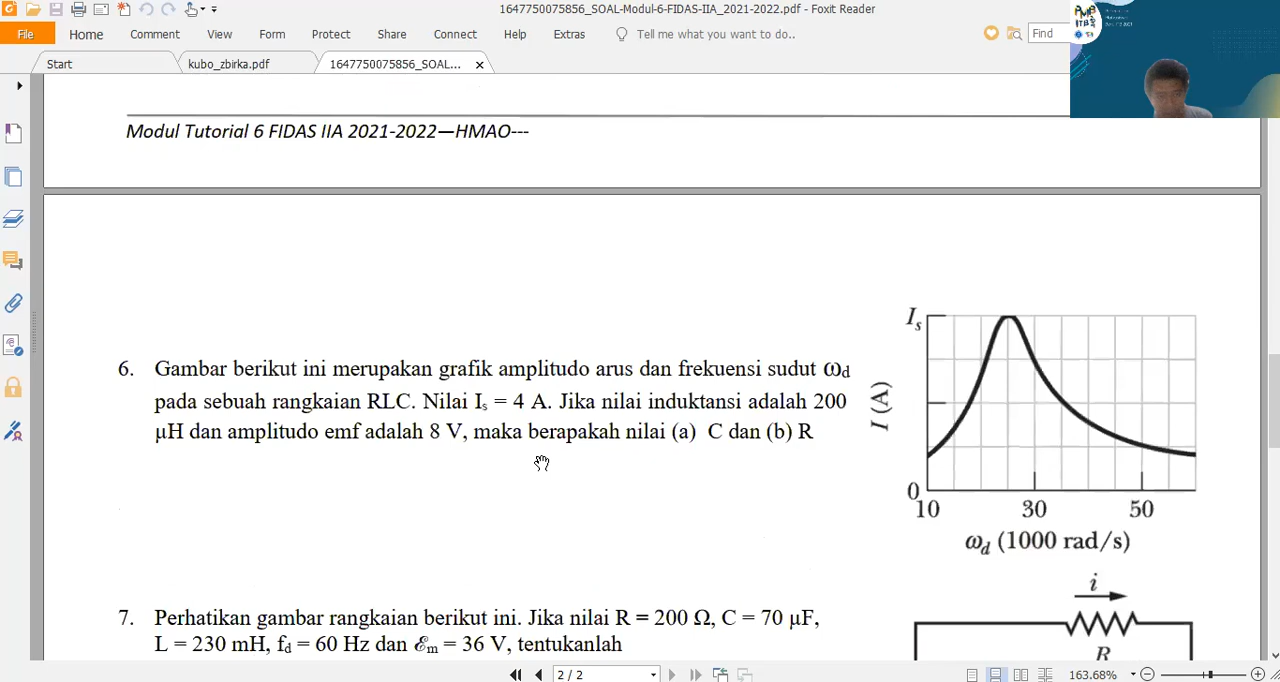 1647750075856_SOAL-Modul-6-FIDAS-IIA_2021-2022.pdf - Foxit Reader
File Home Comment View Form Protect Share Connect Help Extras Tell me what you want to do.. Find
Start kubo_zbirka.pdf 1647750075856_SOAL...
Modul Tutorial 6 FIDAS IIA 2021-2022—HMAO---
6. Gambar berikut ini merupakan grafik amplitudo arus dan frekuensi sudut ωd
pada sebuah rangkaian RLC. Nilai Is = 4 A. Jika nilai induktansi adalah 200
µH dan amplitudo emf adalah 8 V, maka berapakah nilai (a) C dan (b) R
Is
I (A)
0
10 30 50
ωd (1000 rad/s)
7. Perhatikan gambar rangkaian berikut ini. Jika nilai R = 200 Ω, C = 70 µF,
L = 230 mH, fd = 60 Hz dan ℰm = 36 V, tentukanlah
i
R
2 / 2
163.68%